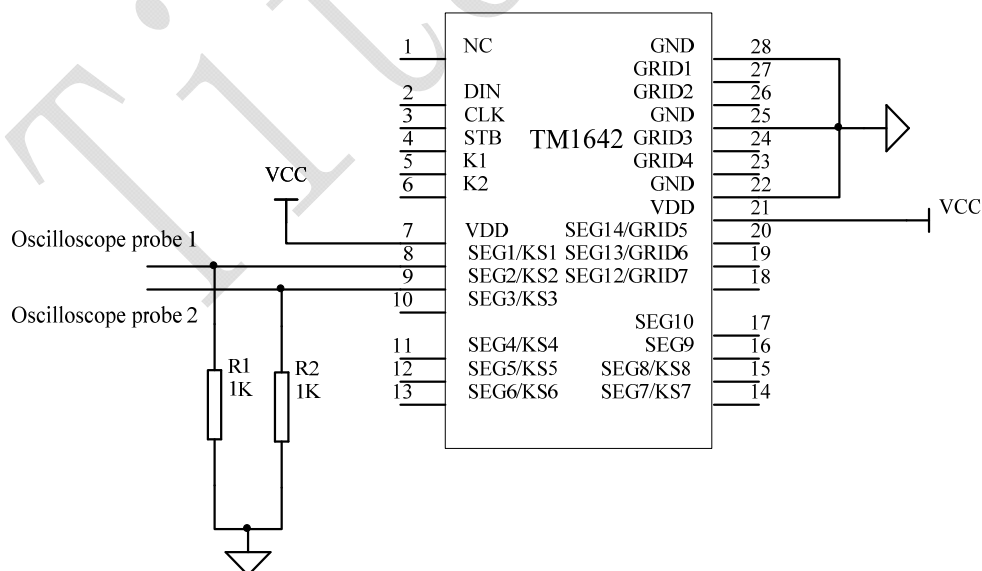 Tit
TM1642
1 NC
2 DIN
3 CLK
4 STB
5 K1
6 K2
VCC
7 VDD
Oscilloscope probe 1
8 SEG1/KS1
9 SEG2/KS2
10 SEG3/KS3
Oscilloscope probe 2
11 SEG4/KS4
12 SEG5/KS5
13 SEG6/KS6
R1
1K
R2
1K
GND 28
GRID1 27
GRID2 26
GND 25
GRID3 24
GRID4 23
GND 22
VDD 21
VCC
SEG14/GRID5 20
SEG13/GRID6 19
SEG12/GRID7 18
SEG10 17
SEG9 16
SEG8/KS8 15
SEG7/KS7 14